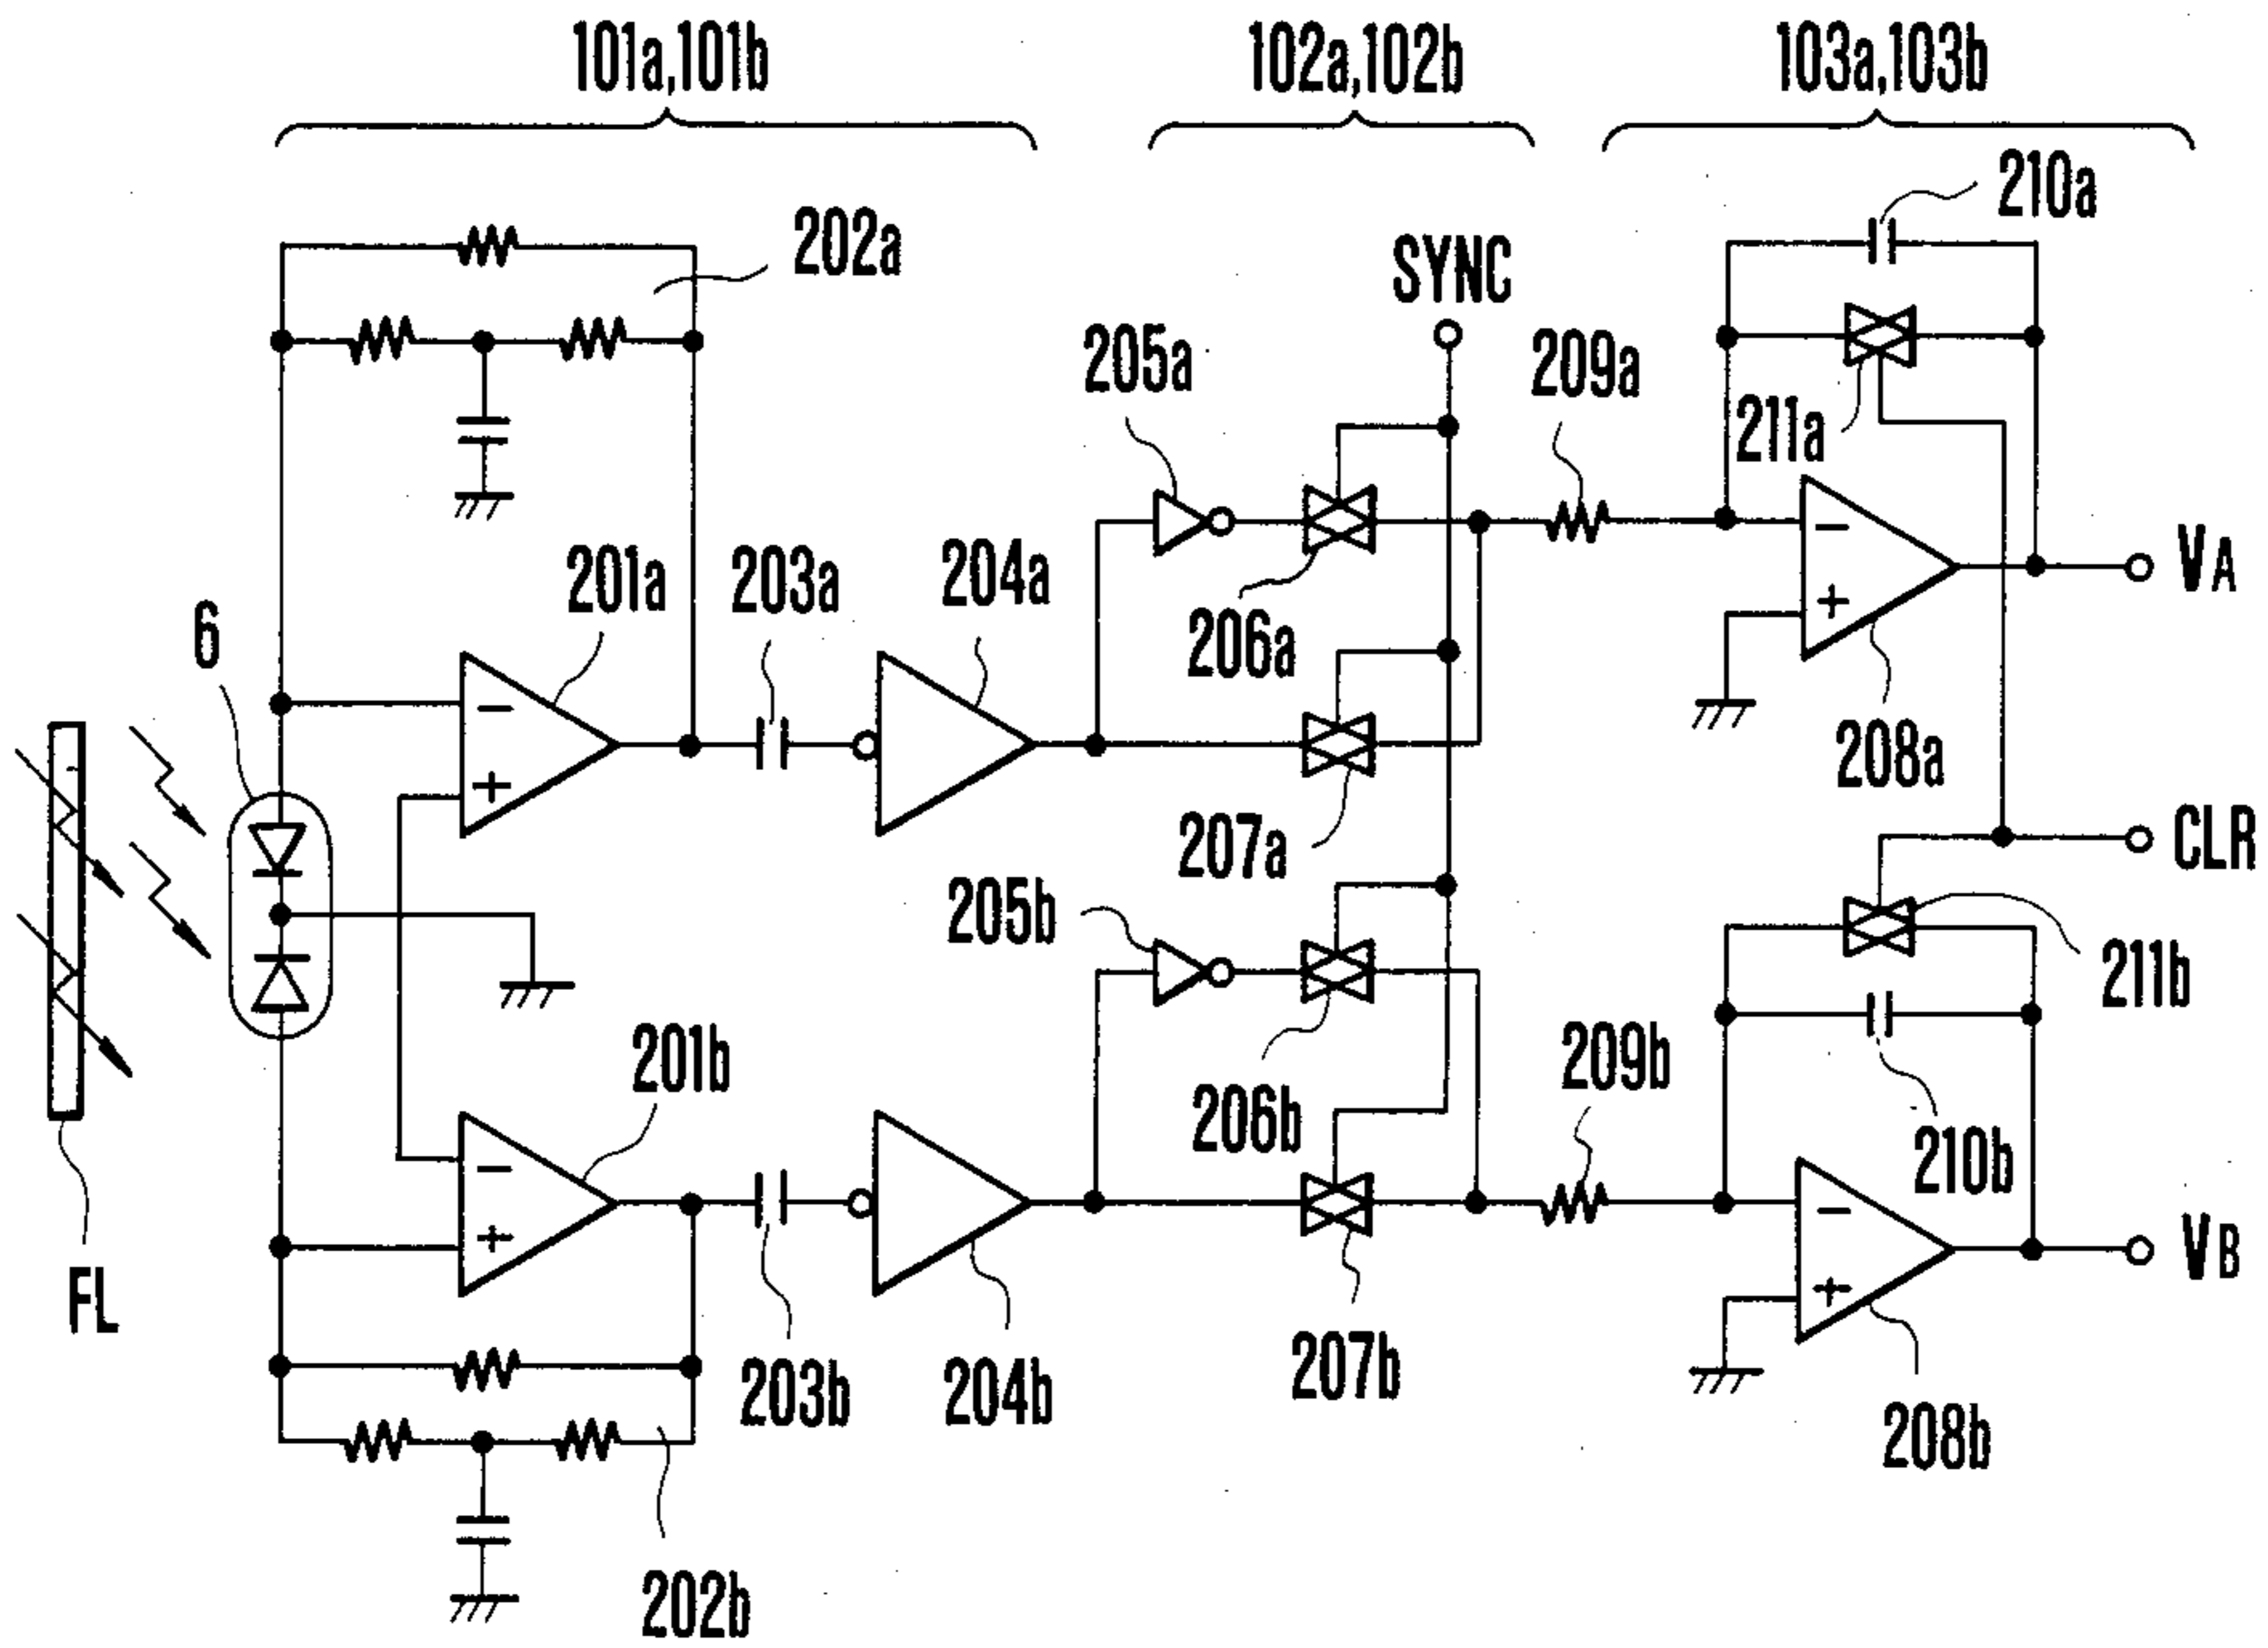 101a,101b
102a,102b
103a,103b
210a
202a
SYNC
205a
209a
211a
201a
203a
204a
206a
VA
6
208a
207a
CLR
205b
211b
201b
209b
206b
210b
FL
VB
203b
204b
207b
208b
202b
−
+
−
+
−
+
−
+